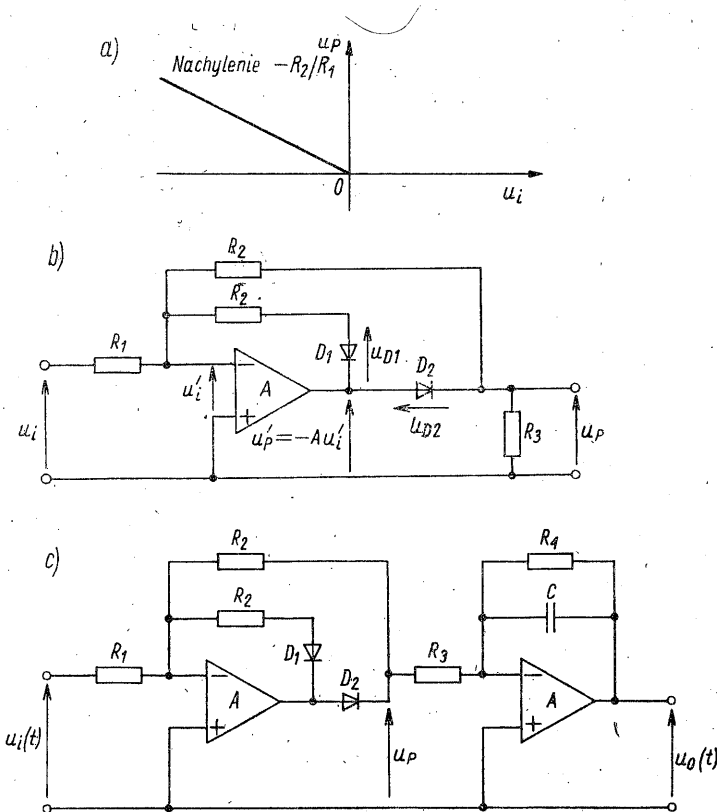 a)
u_P
Nachylenie −R₂/R₁
0
u_i
b)
R₂
R₂
R₁
D₁
u_D1
D₂
A
−
+
u_i
u_i'
u_P'=−Au_i'
u_D2
R₃
u_P
c)
R₂
R₄
R₂
C
R₁
D₁
D₂
R₃
−
A
+
−
A
+
u_i(t)
u_P
u_0(t)